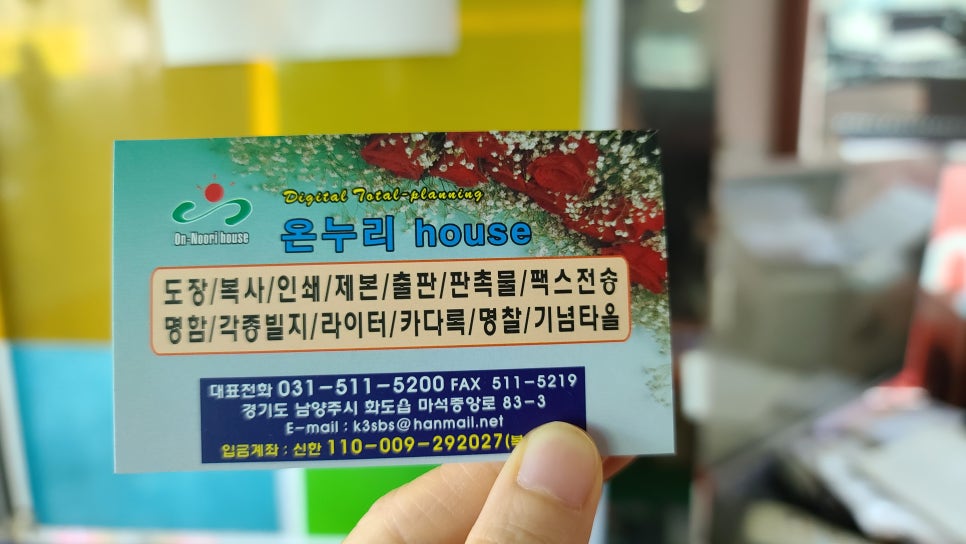 Digital Total-planning
On-Noori house
온누리 house
도장/복사/인쇄/제본/출판/판촉물/팩스전송
명함/각종빌지/라이터/카다록/명찰/기념타올
대표전화 031-511-5200 FAX 511-5219
경기도 남양주시 화도읍 마석중앙로 83-3
E-mail : k3sbs@hanmail.net
입금계좌 : 신한 110-009-292027